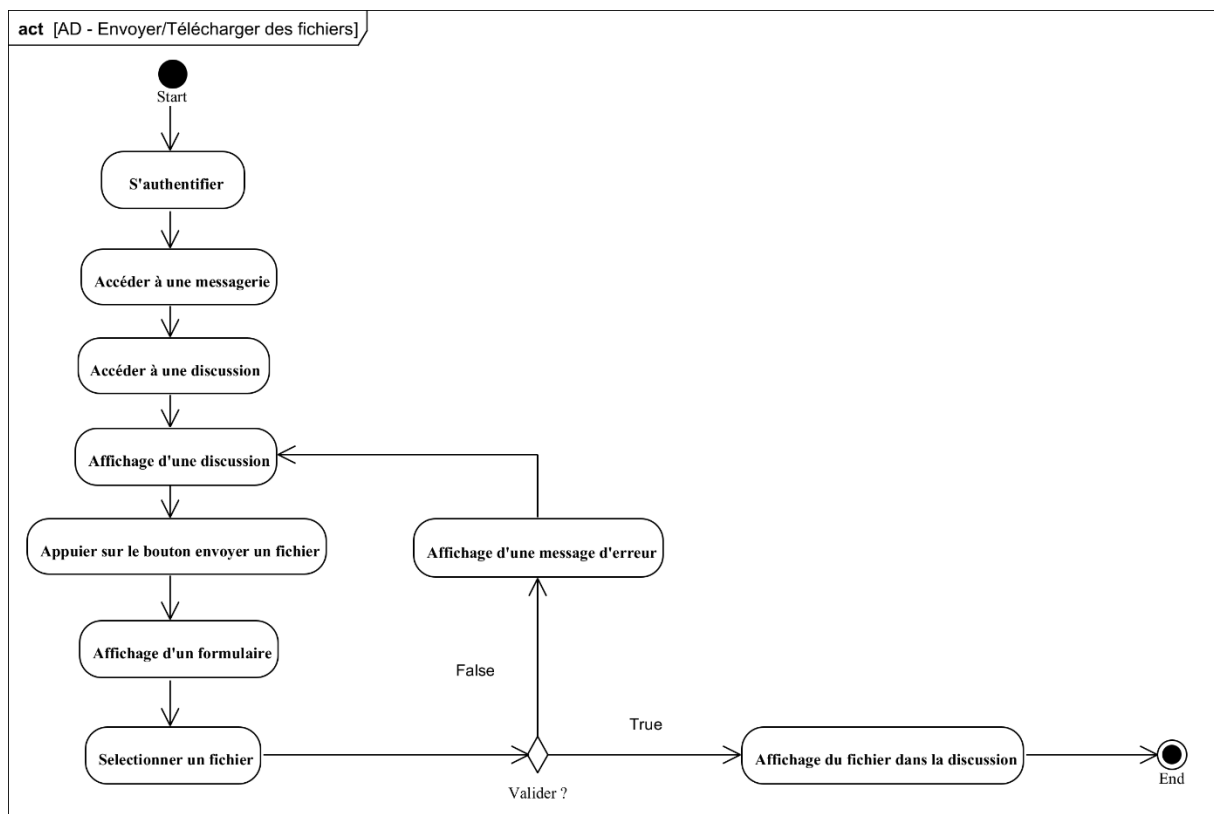 act [AD - Envoyer/Télécharger des fichiers]
Start
S'authentifier
Accéder à une messagerie
Accéder à une discussion
Affichage d'une discussion
Appuier sur le bouton envoyer un fichier
Affichage d'une message d'erreur
Affichage d'un formulaire
False
True
Selectionner un fichier
Affichage du fichier dans la discussion
Valider ?
End